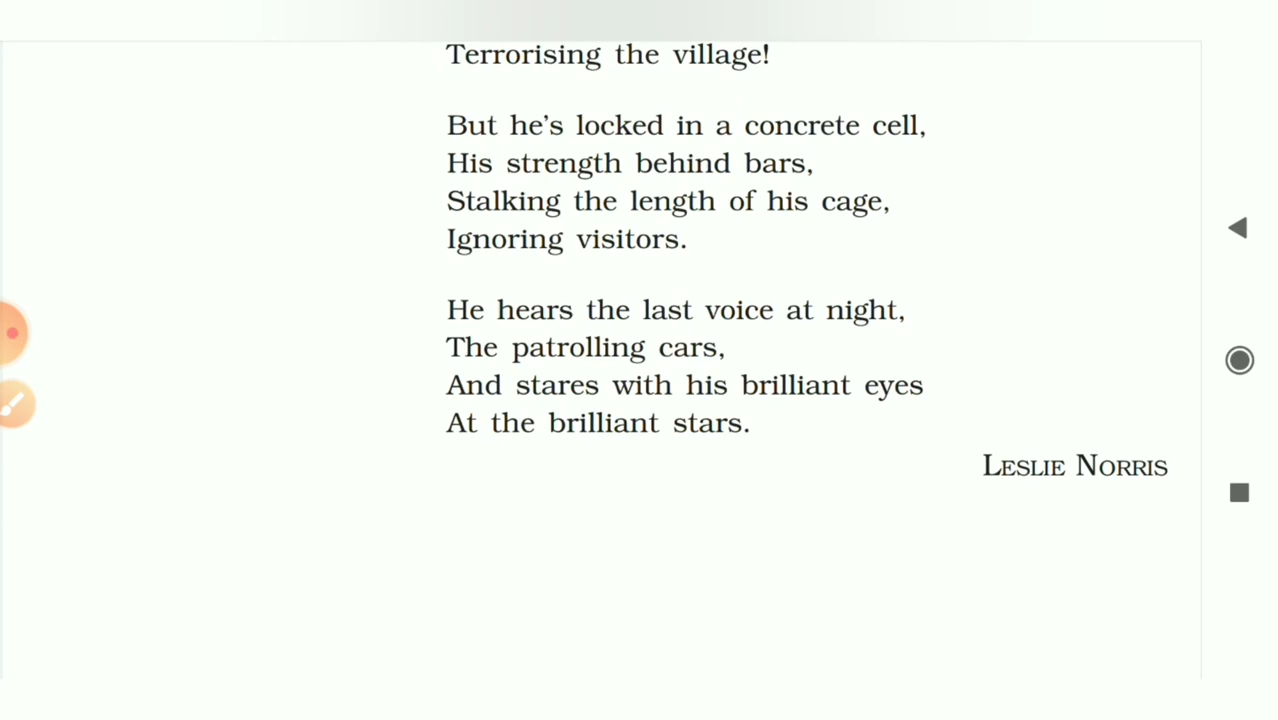 Terrorising the village!
But he's locked in a concrete cell,
His strength behind bars,
Stalking the length of his cage,
Ignoring visitors.
He hears the last voice at night,
The patrolling cars,
And stares with his brilliant eyes
At the brilliant stars.
LESLIE NORRIS